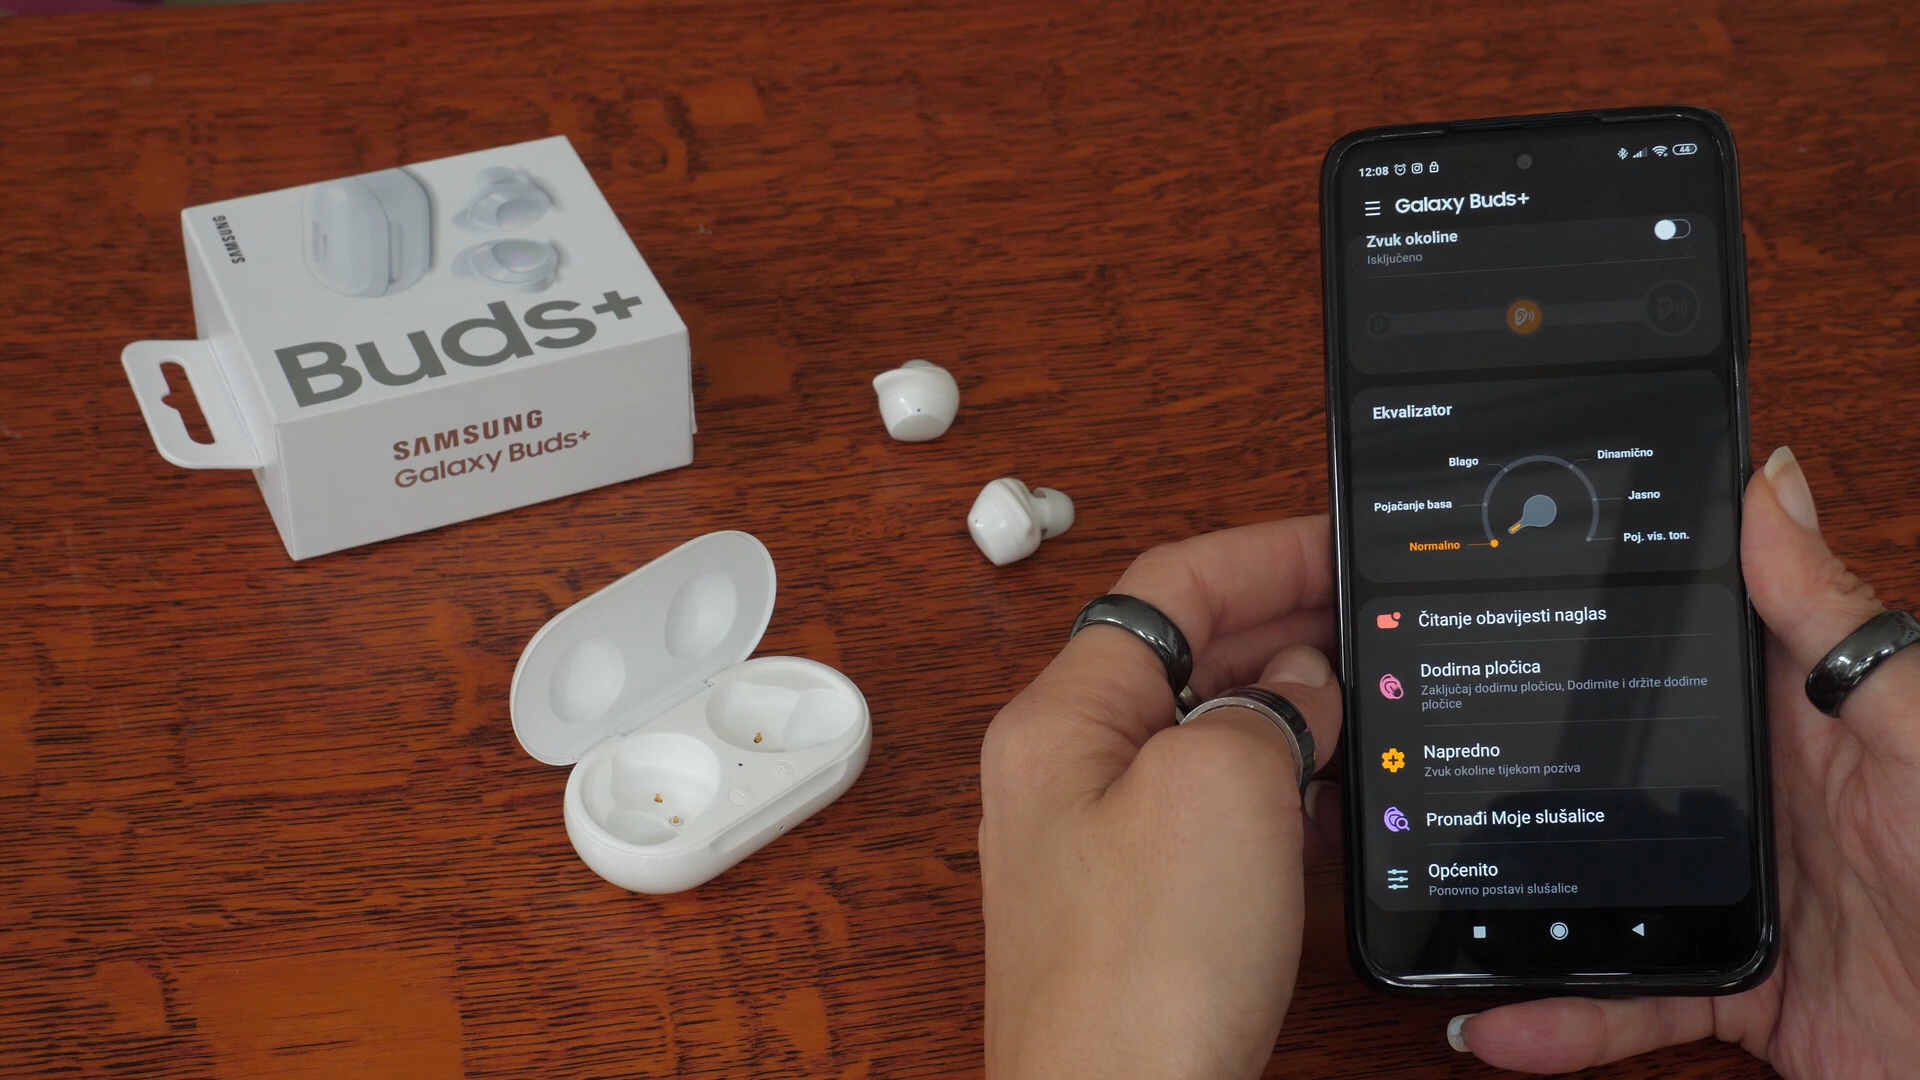 SAMSUNG
Buds+
SAMSUNG
Galaxy Buds+
12:08
44
Galaxy Buds+
Zvuk okoline
Isključeno
Ekvalizator
Blago
Dinamično
Pojačanje basa
Jasno
Normalno
Poj. vis. ton.
Čitanje obavijesti naglas
Dodirna pločica
Zaključaj dodirnu pločicu, Dodirnite i držite dodirne
pločice
Napredno
Zvuk okoline tijekom poziva
Pronađi Moje slušalice
Općenito
Ponovno postavi slušalice